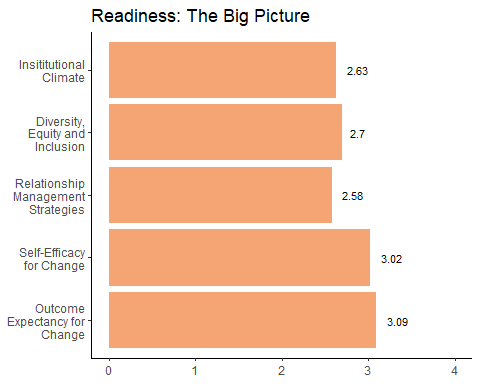 Readiness: The Big Picture
Insititutional
Climate
2.63
Diversity,
Equity and
Inclusion
2.7
Relationship
Management
Strategies
2.58
Self-Efficacy
for Change
3.02
Outcome
Expectancy for
Change
3.09
0 1 2 3 4